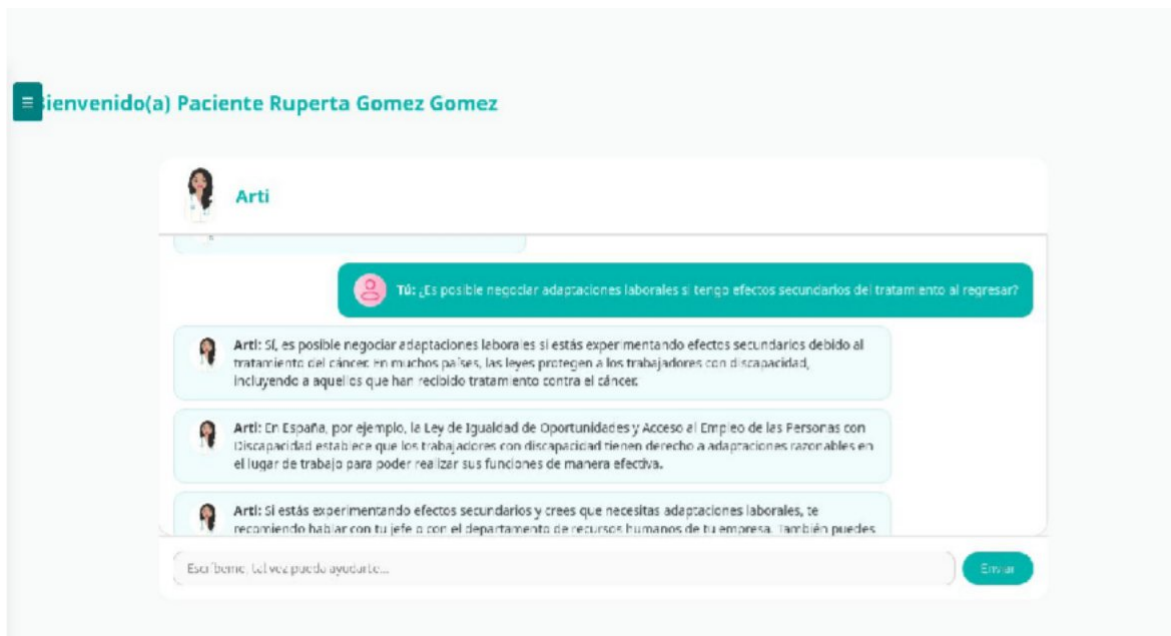 ≡ ienvenido(a) Paciente Ruperta Gomez Gomez
Arti
Tú: ¿Es posible negociar adaptaciones laborales si tengo efectos secundarios del tratamiento al regresar?
Arti: Sí, es posible negociar adaptaciones laborales si estás experimentando efectos secundarios debido al
tratamiento del cáncer. En muchos países, las leyes protegen a los trabajadores con discapacidad,
incluyendo a aquellos que han recibido tratamiento contra el cáncer.
Arti: En España, por ejemplo, la Ley de Igualdad de Oportunidades y Acceso al Empleo de las Personas con
Discapacidad establece que los trabajadores con discapacidad tienen derecho a adaptaciones razonables en
el lugar de trabajo para poder realizar sus funciones de manera efectiva.
Arti: Si estás experimentando efectos secundarios y crees que necesitas adaptaciones laborales, te
recomiendo hablar con tu jefe o con el departamento de recursos humanos de tu empresa. También puedes
Escríbeme, tal vez pueda ayudarte...
Enviar